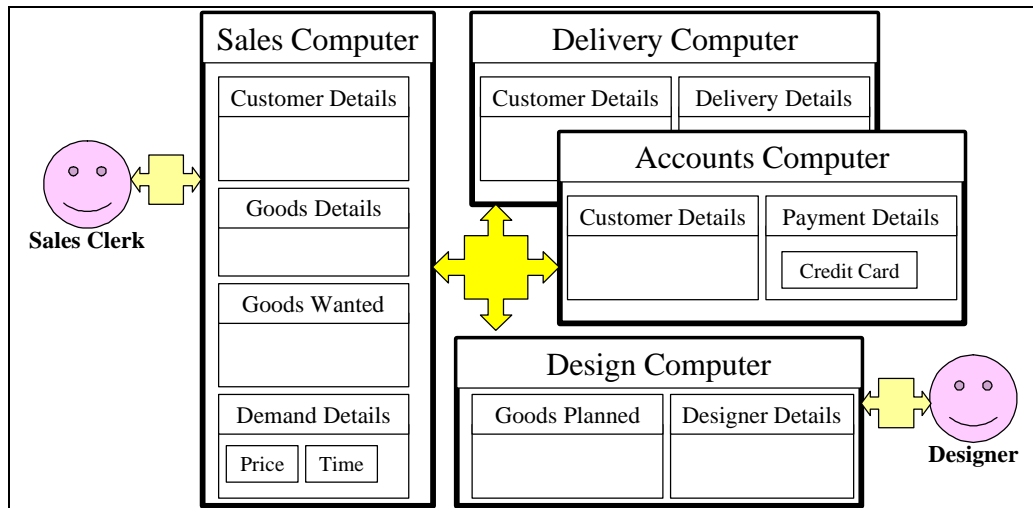 Sales Computer
Customer Details
Goods Details
Goods Wanted
Demand Details
Price
Time
Sales Clerk
Delivery Computer
Customer Details
Delivery Details
Accounts Computer
Customer Details
Payment Details
Credit Card
Design Computer
Goods Planned
Designer Details
Designer